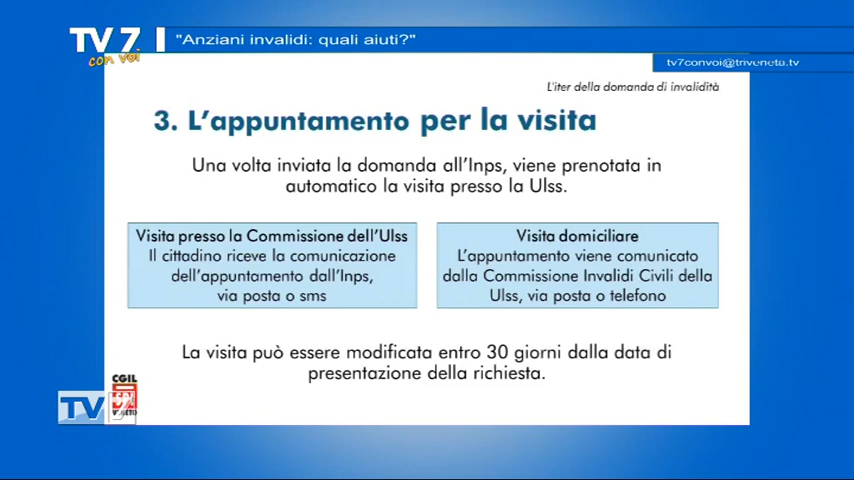 TV7
con voi
"Anziani invalidi: quali aiuti?"
tv7convoi@triveneta.tv
L'iter della domanda di invalidità
3. L'appuntamento per la visita
Una volta inviata la domanda all'Inps, viene prenotata in
automatico la visita presso la Ulss.
Visita presso la Commissione dell'Ulss
Il cittadino riceve la comunicazione
dell'appuntamento dall'Inps,
via posta o sms
Visita domiciliare
L'appuntamento viene comunicato
dalla Commissione Invalidi Civili della
Ulss, via posta o telefono
La visita può essere modificata entro 30 giorni dalla data di
presentazione della richiesta.
CGIL
TV7